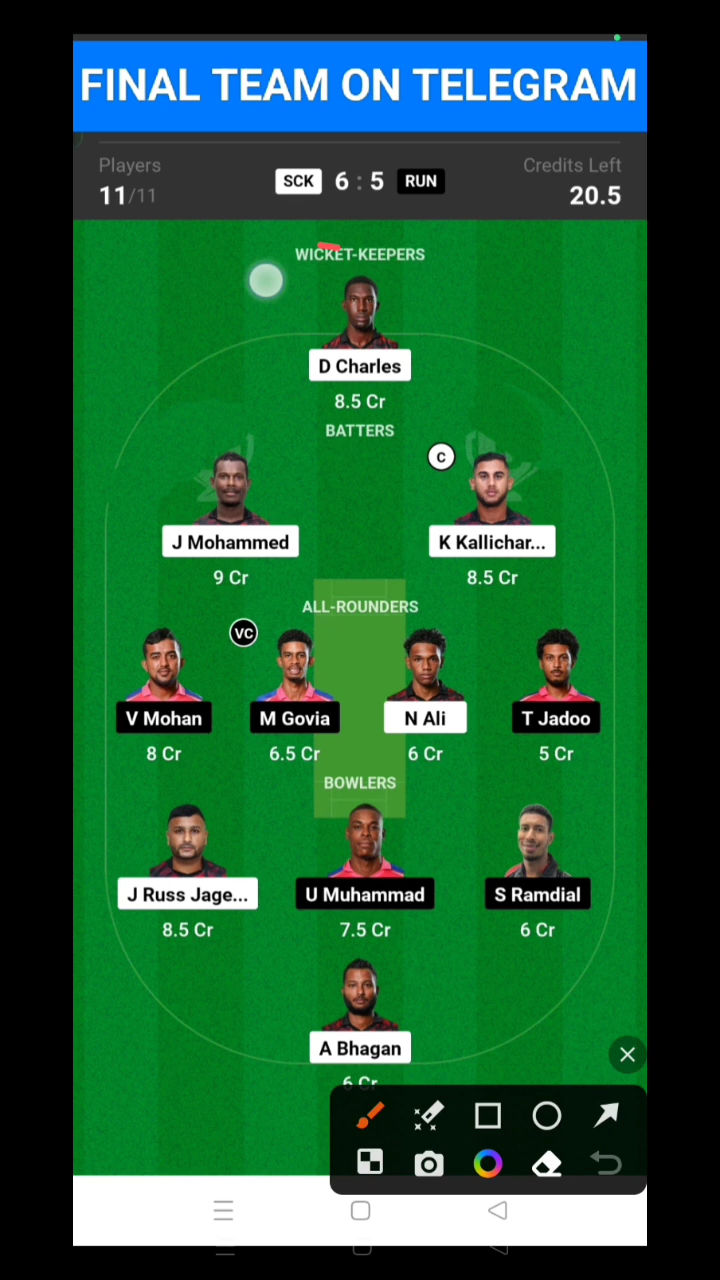 FINAL TEAM ON TELEGRAM
Players
Credits Left
11/11
SCK 6 : 5 RUN
20.5
WICKET-KEEPERS
D Charles
8.5 Cr
BATTERS
C
J Mohammed
K Kallichar...
9 Cr
8.5 Cr
ALL-ROUNDERS
VC
V Mohan
M Govia
N Ali
T Jadoo
8 Cr
6.5 Cr
6 Cr
5 Cr
BOWLERS
J Russ Jage...
U Muhammad
S Ramdial
8.5 Cr
7.5 Cr
6 Cr
A Bhagan
6 Cr